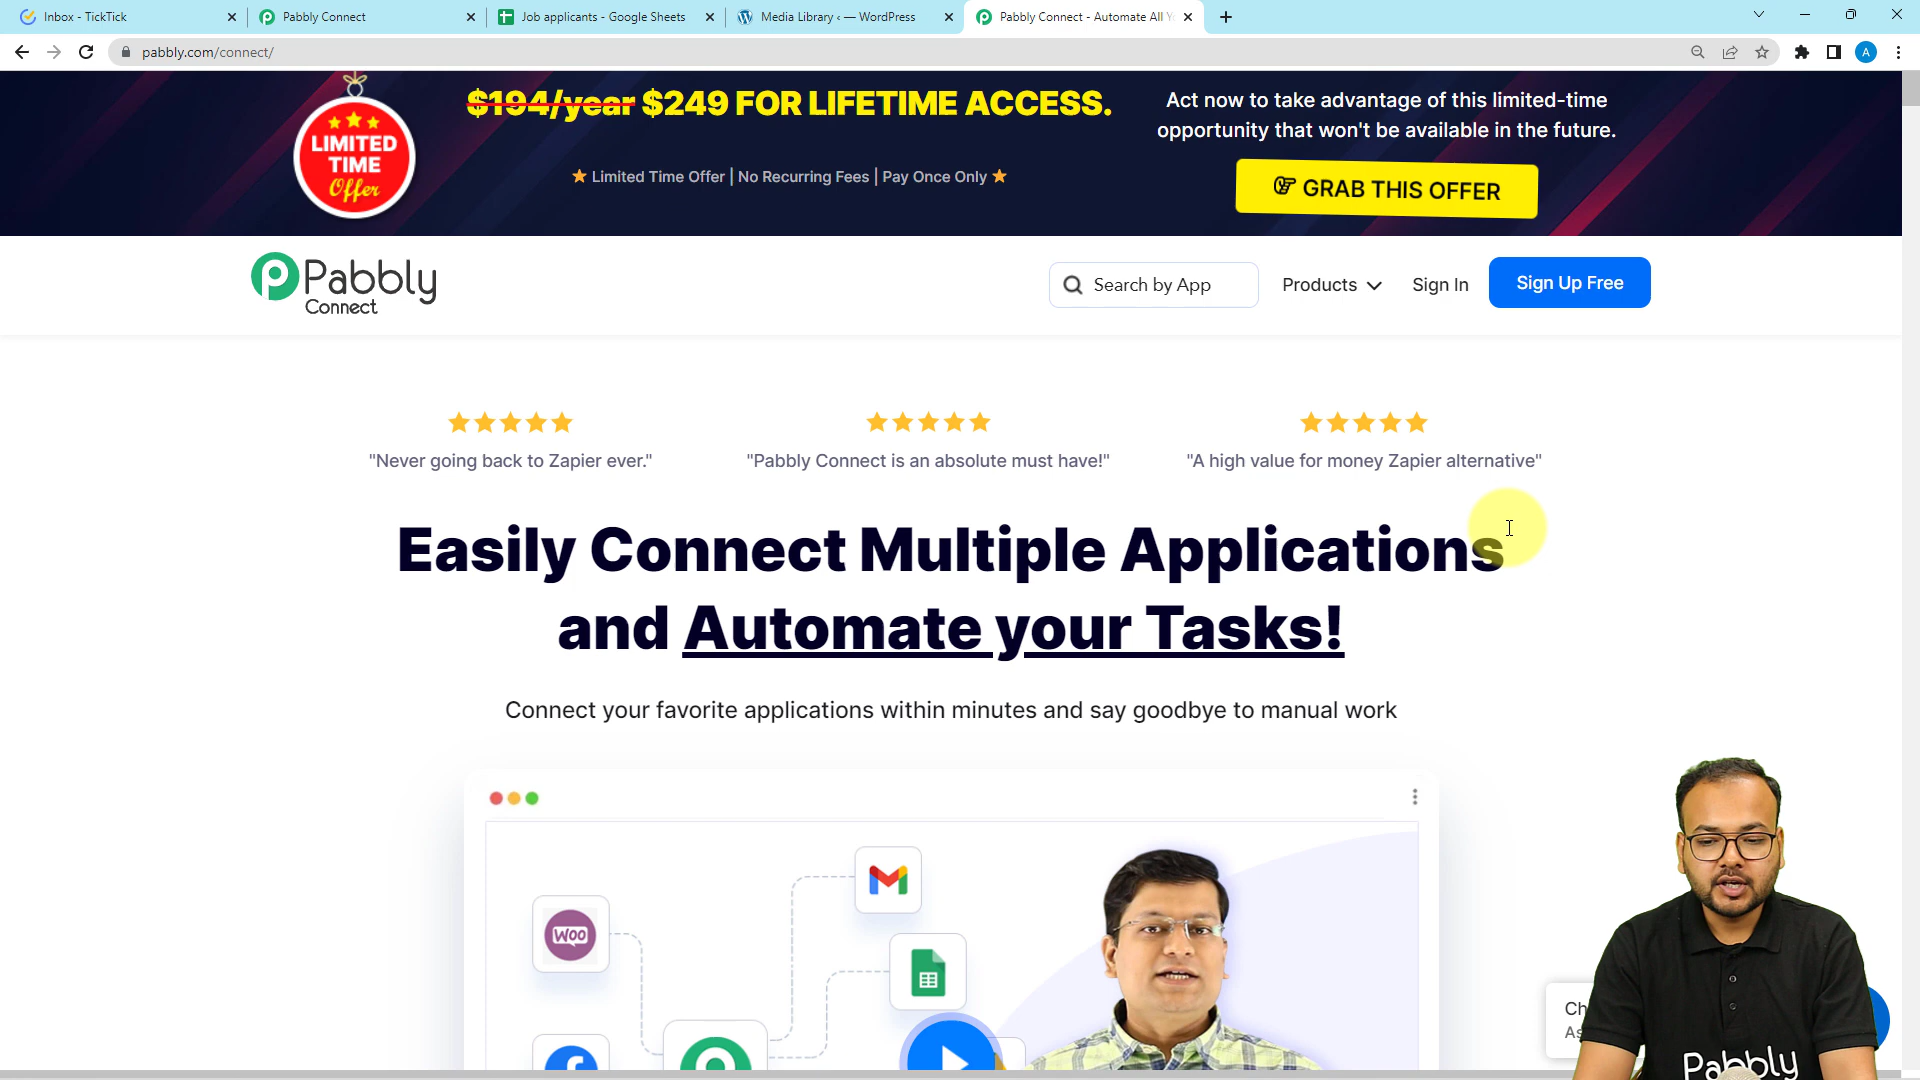 Inbox - TickTick
Pabbly Connect
Job applicants - Google Sheets
Media Library ‹ — WordPress
Pabbly Connect - Automate All Y
pabbly.com/connect/
A
LIMITED
TIME
Offer
$194/year $249 FOR LIFETIME ACCESS.
Limited Time Offer | No Recurring Fees | Pay Once Only
Act now to take advantage of this limited-time
opportunity that won't be available in the future.
GRAB THIS OFFER
Pabbly
Connect
Search by App
Products
Sign In
Sign Up Free
"Never going back to Zapier ever."
"Pabbly Connect is an absolute must have!"
"A high value for money Zapier alternative"
Easily Connect Multiple Applications
and Automate your Tasks!
Connect your favorite applications within minutes and say goodbye to manual work
WOO
Pabbly